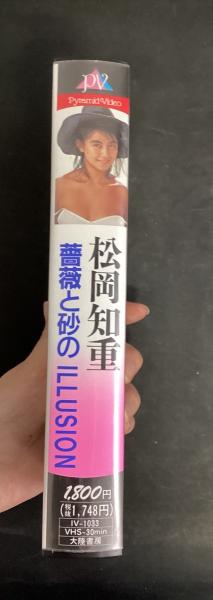 PV
Pyramid Video
松岡知重
薔薇と砂の ILLUSION
1,800円
(税抜1,748円)
IV-1033
VHS-30min
大陸書房